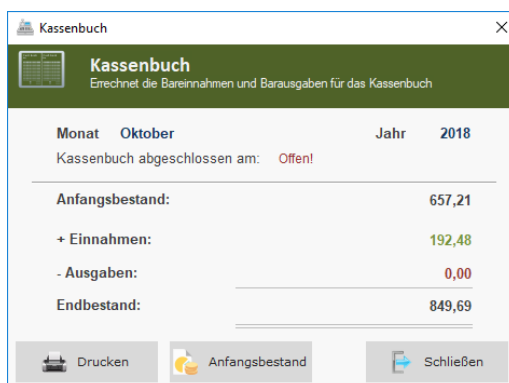 Kassenbuch
Kassenbuch
Errechnet die Bareinnahmen und Barausgaben für das Kassenbuch
Monat Oktober Jahr 2018
Kassenbuch abgeschlossen am: Offen!
Anfangsbestand: 657,21
+ Einnahmen: 192,48
- Ausgaben: 0,00
Endbestand: 849,69
Drucken Anfangsbestand Schließen